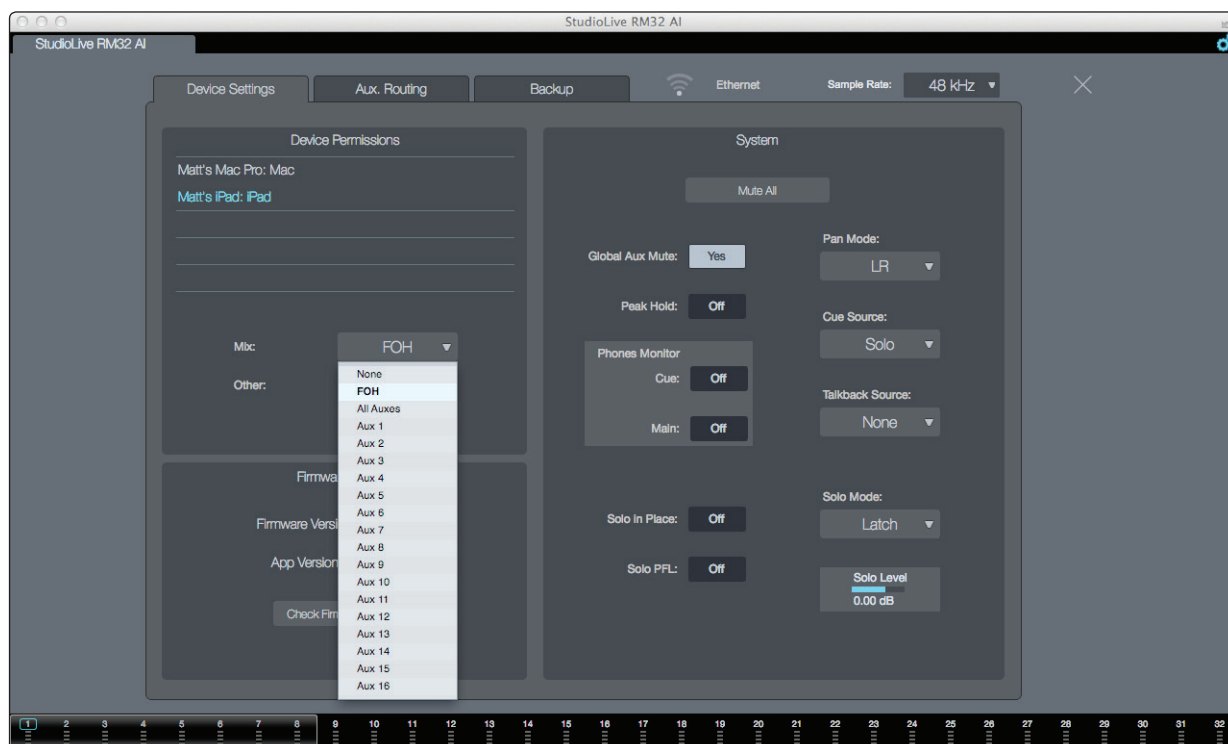 StudioLive RM32 AI
StudioLive RM32 AI
Device Settings
Aux. Routing
Backup
Ethernet
Sample Rate:
48 kHz
Device Permissions
Matt's Mac Pro: Mac
Matt's iPad: iPad
Mix:
FOH
Other:
None
FOH
All Auxes
Aux 1
Aux 2
Aux 3
Aux 4
Aux 5
Aux 6
Aux 7
Aux 8
Aux 9
Aux 10
Aux 11
Aux 12
Aux 13
Aux 14
Aux 15
Aux 16
Firmwa
Firmware Versi
App Version
Check Firm
System
Mute All
Global Aux Mute:
Yes
Peak Hold:
Off
Phones Monitor
Cue:
Off
Main:
Off
Solo In Place:
Off
Solo PFL:
Off
Pan Mode:
LR
Cue Source:
Solo
Talkback Source:
None
Solo Mode:
Latch
Solo Level
0.00 dB
1 2 3 4 5 6 7 8 9 10 11 12 13 14 15 16 17 18 19 20 21 22 23 24 25 26 27 28 29 30 31 32